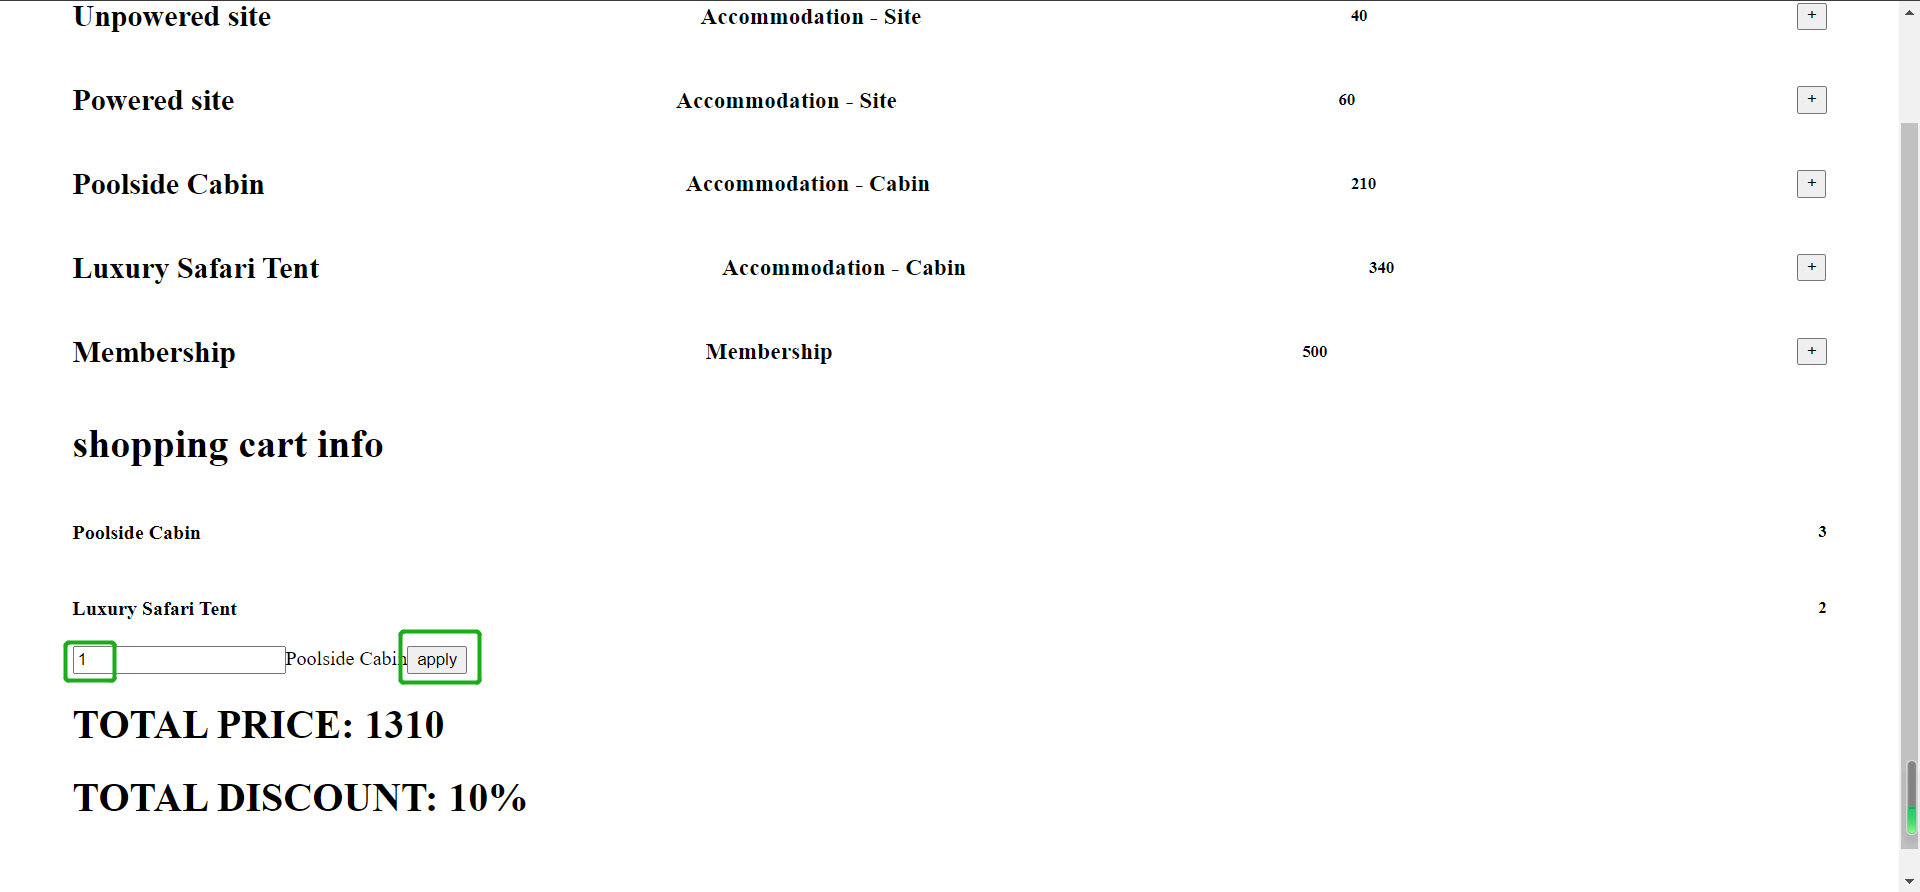 Unpowered site Accommodation - Site 40 +
Powered site Accommodation - Site 60 +
Poolside Cabin Accommodation - Cabin 210 +
Luxury Safari Tent Accommodation - Cabin 340 +
Membership Membership 500 +
shopping cart info
Poolside Cabin 3
Luxury Safari Tent 2
1 Poolside Cabin apply
TOTAL PRICE: 1310
TOTAL DISCOUNT: 10%